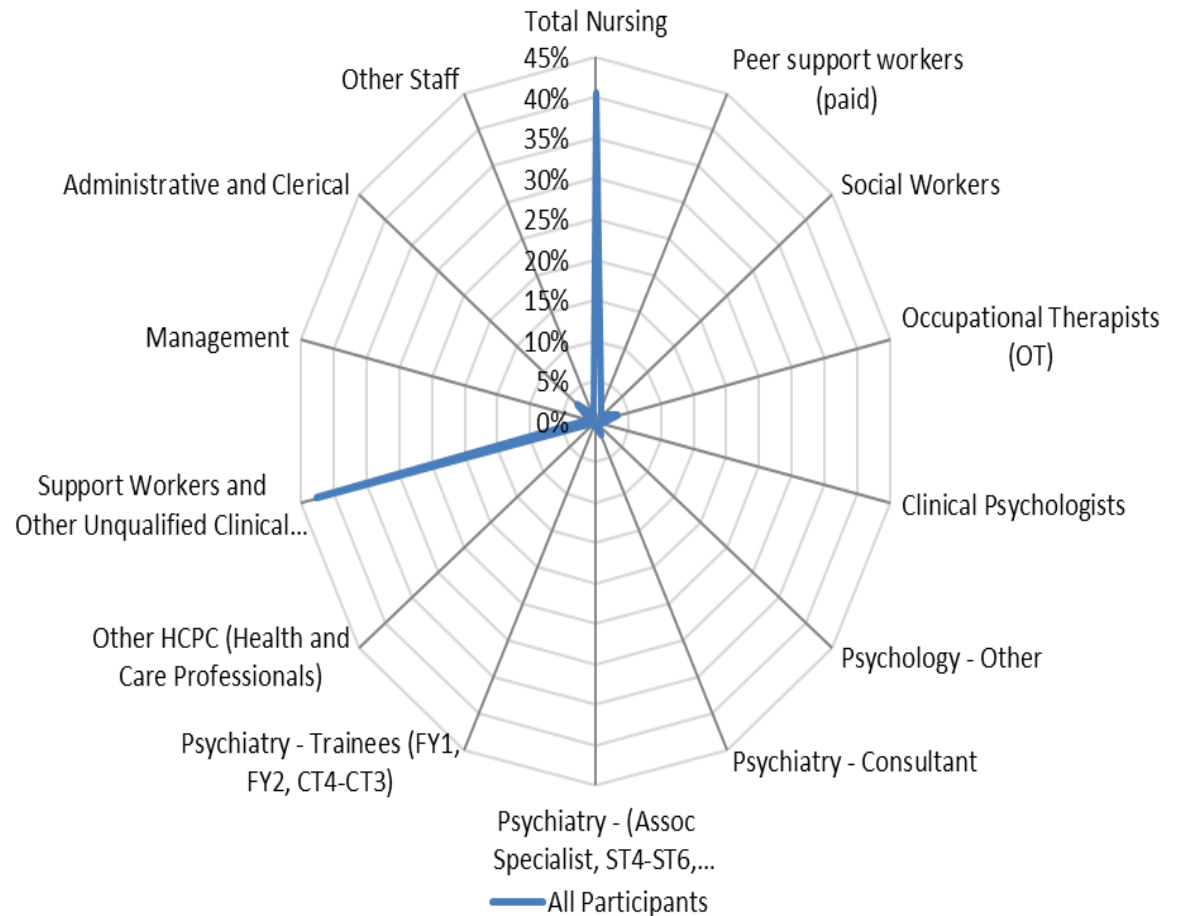 Total Nursing
Peer support workers
(paid)
Social Workers
Occupational Therapists
(OT)
Clinical Psychologists
Psychology - Other
Psychiatry - Consultant
Psychiatry - (Assoc
Specialist, ST4-ST6,...
Psychiatry - Trainees (FY1,
FY2, CT4-CT3)
Other HCPC (Health and
Care Professionals)
Support Workers and
Other Unqualified Clinical...
Management
Administrative and Clerical
Other Staff
45%
40%
35%
30%
25%
20%
15%
10%
5%
0%
All Participants